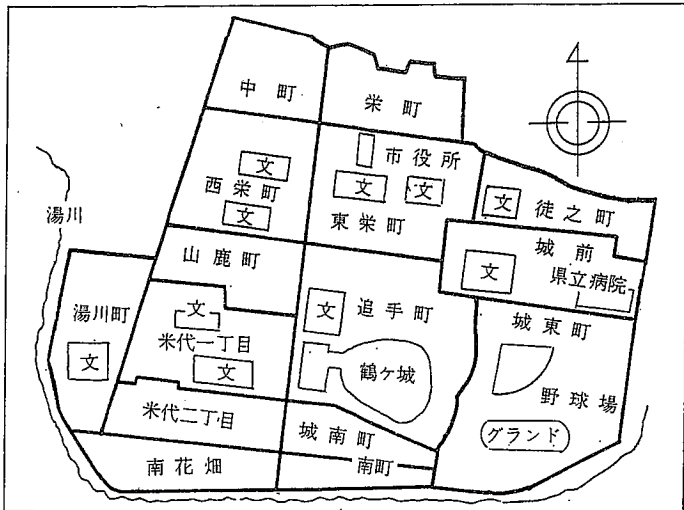 中町
栄町
市役所
文
文
文
西栄町
文
文
東栄町
文
徒之町
湯川
城前
山鹿町
文
県立病院
湯川町
文
文
追手町
城東町
米代一丁目
文
文
鶴ケ城
野球場
米代二丁目
城南町
グランド
南花畑
南町